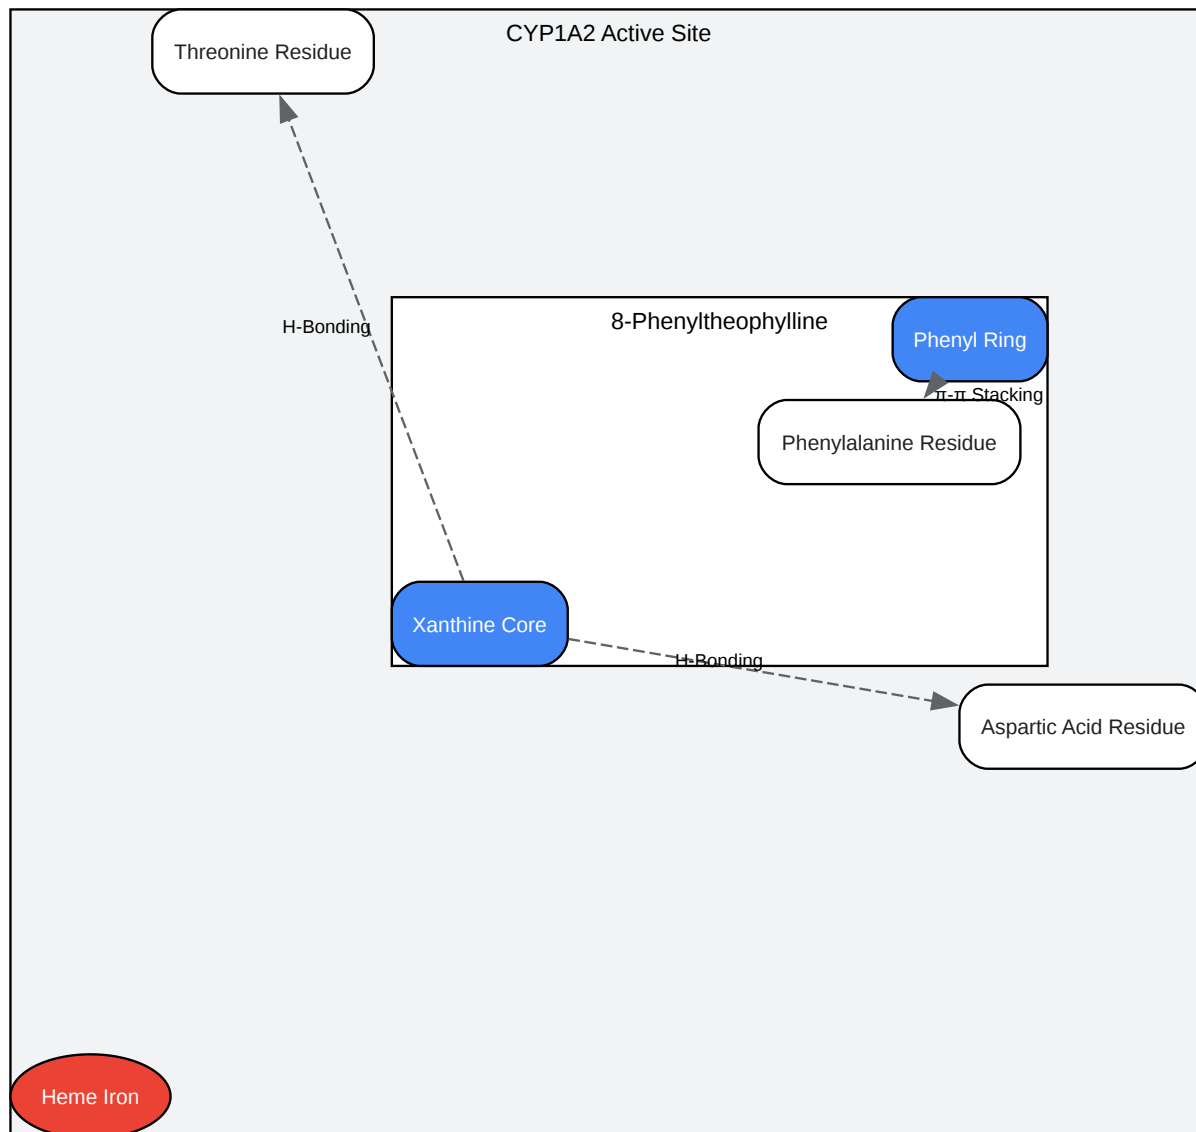 CYP1A2 Active Site
Threonine Residue
H-Bonding
8-Phenyltheophylline
Phenyl Ring
π-π Stacking
Phenylalanine Residue
Xanthine Core
H-Bonding
Aspartic Acid Residue
Heme Iron